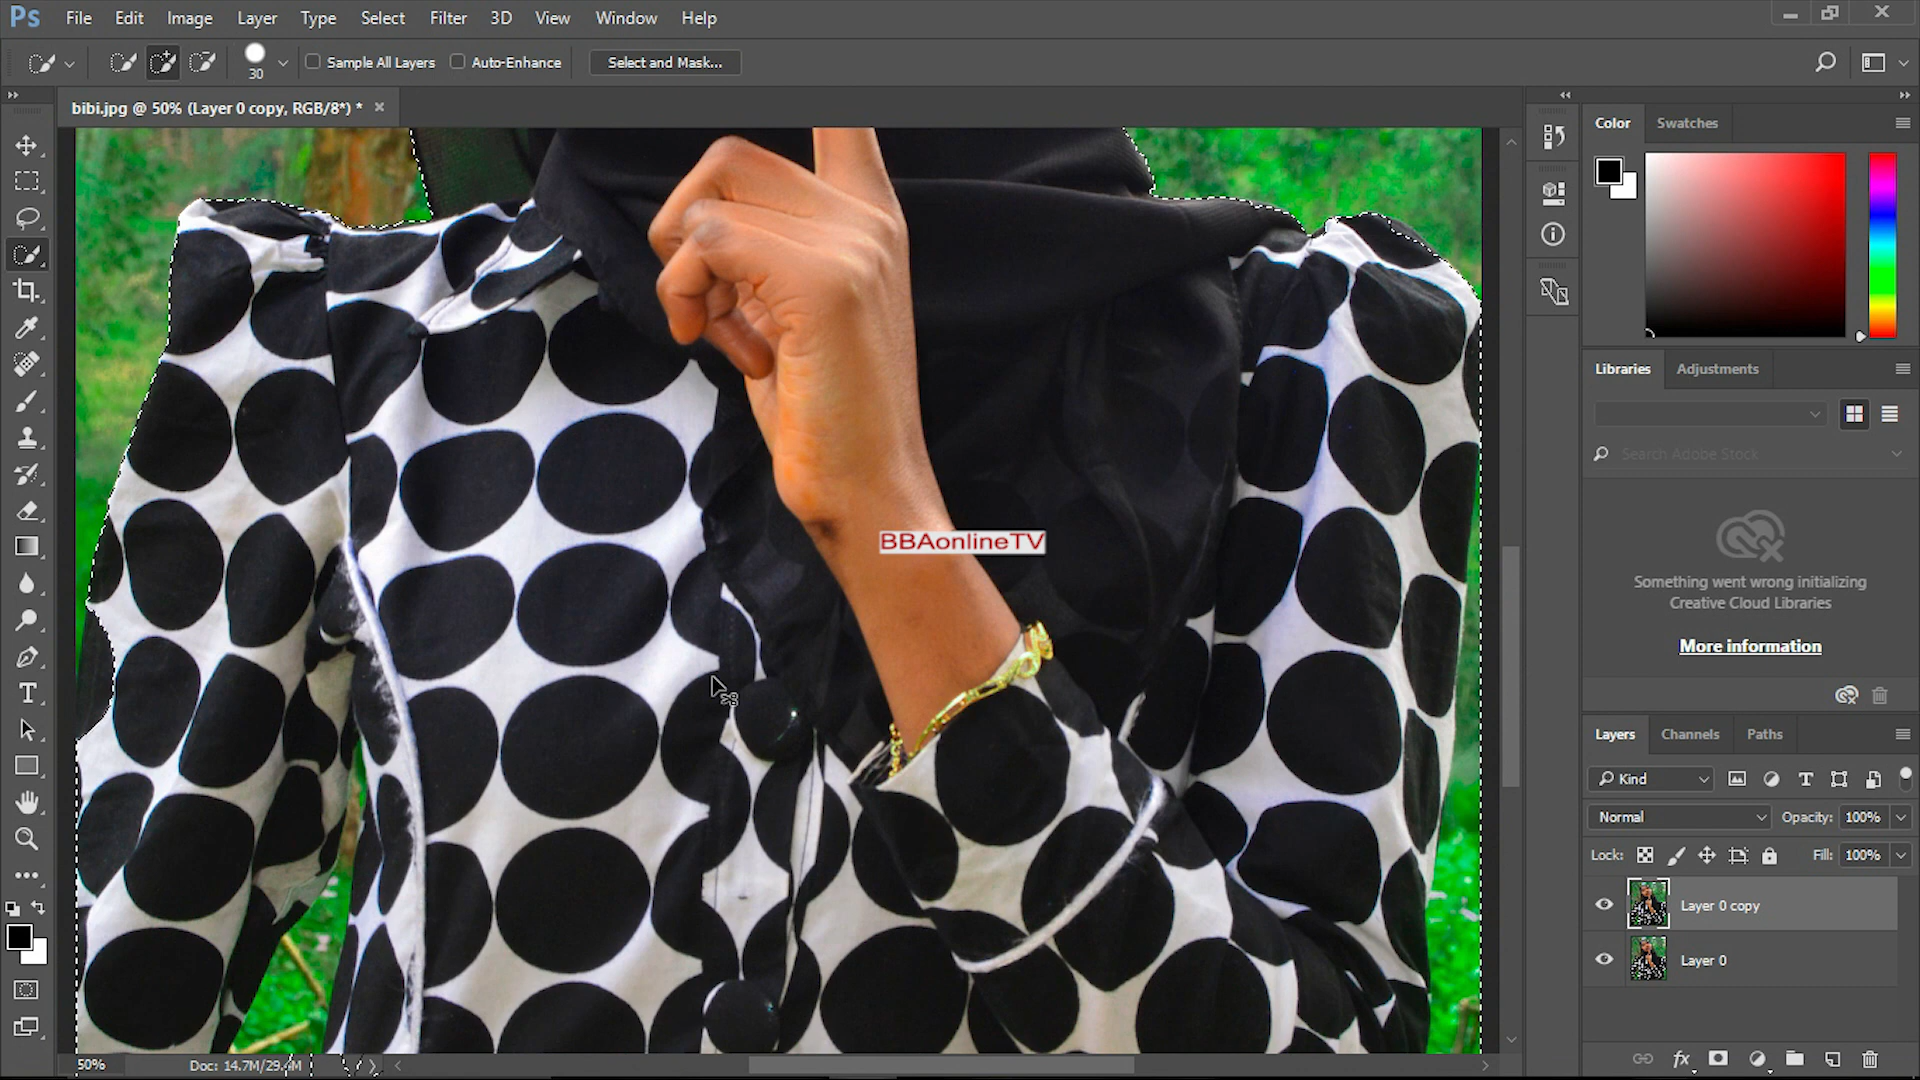 Ps File Edit Image Layer Type Select Filter 3D View Window Help
30 Sample All Layers Auto-Enhance Select and Mask...
bibi.jpg @ 50% (Layer 0 copy, RGB/8*) * ×
Color Swatches
Libraries Adjustments
Search Adobe Stock
BBAonlineTV
Something went wrong initializing
Creative Cloud Libraries
More information
Layers Channels Paths
Kind
Normal Opacity: 100%
Lock: Fill: 100%
Layer 0 copy
Layer 0
50% Doc: 14.7M/29.4M